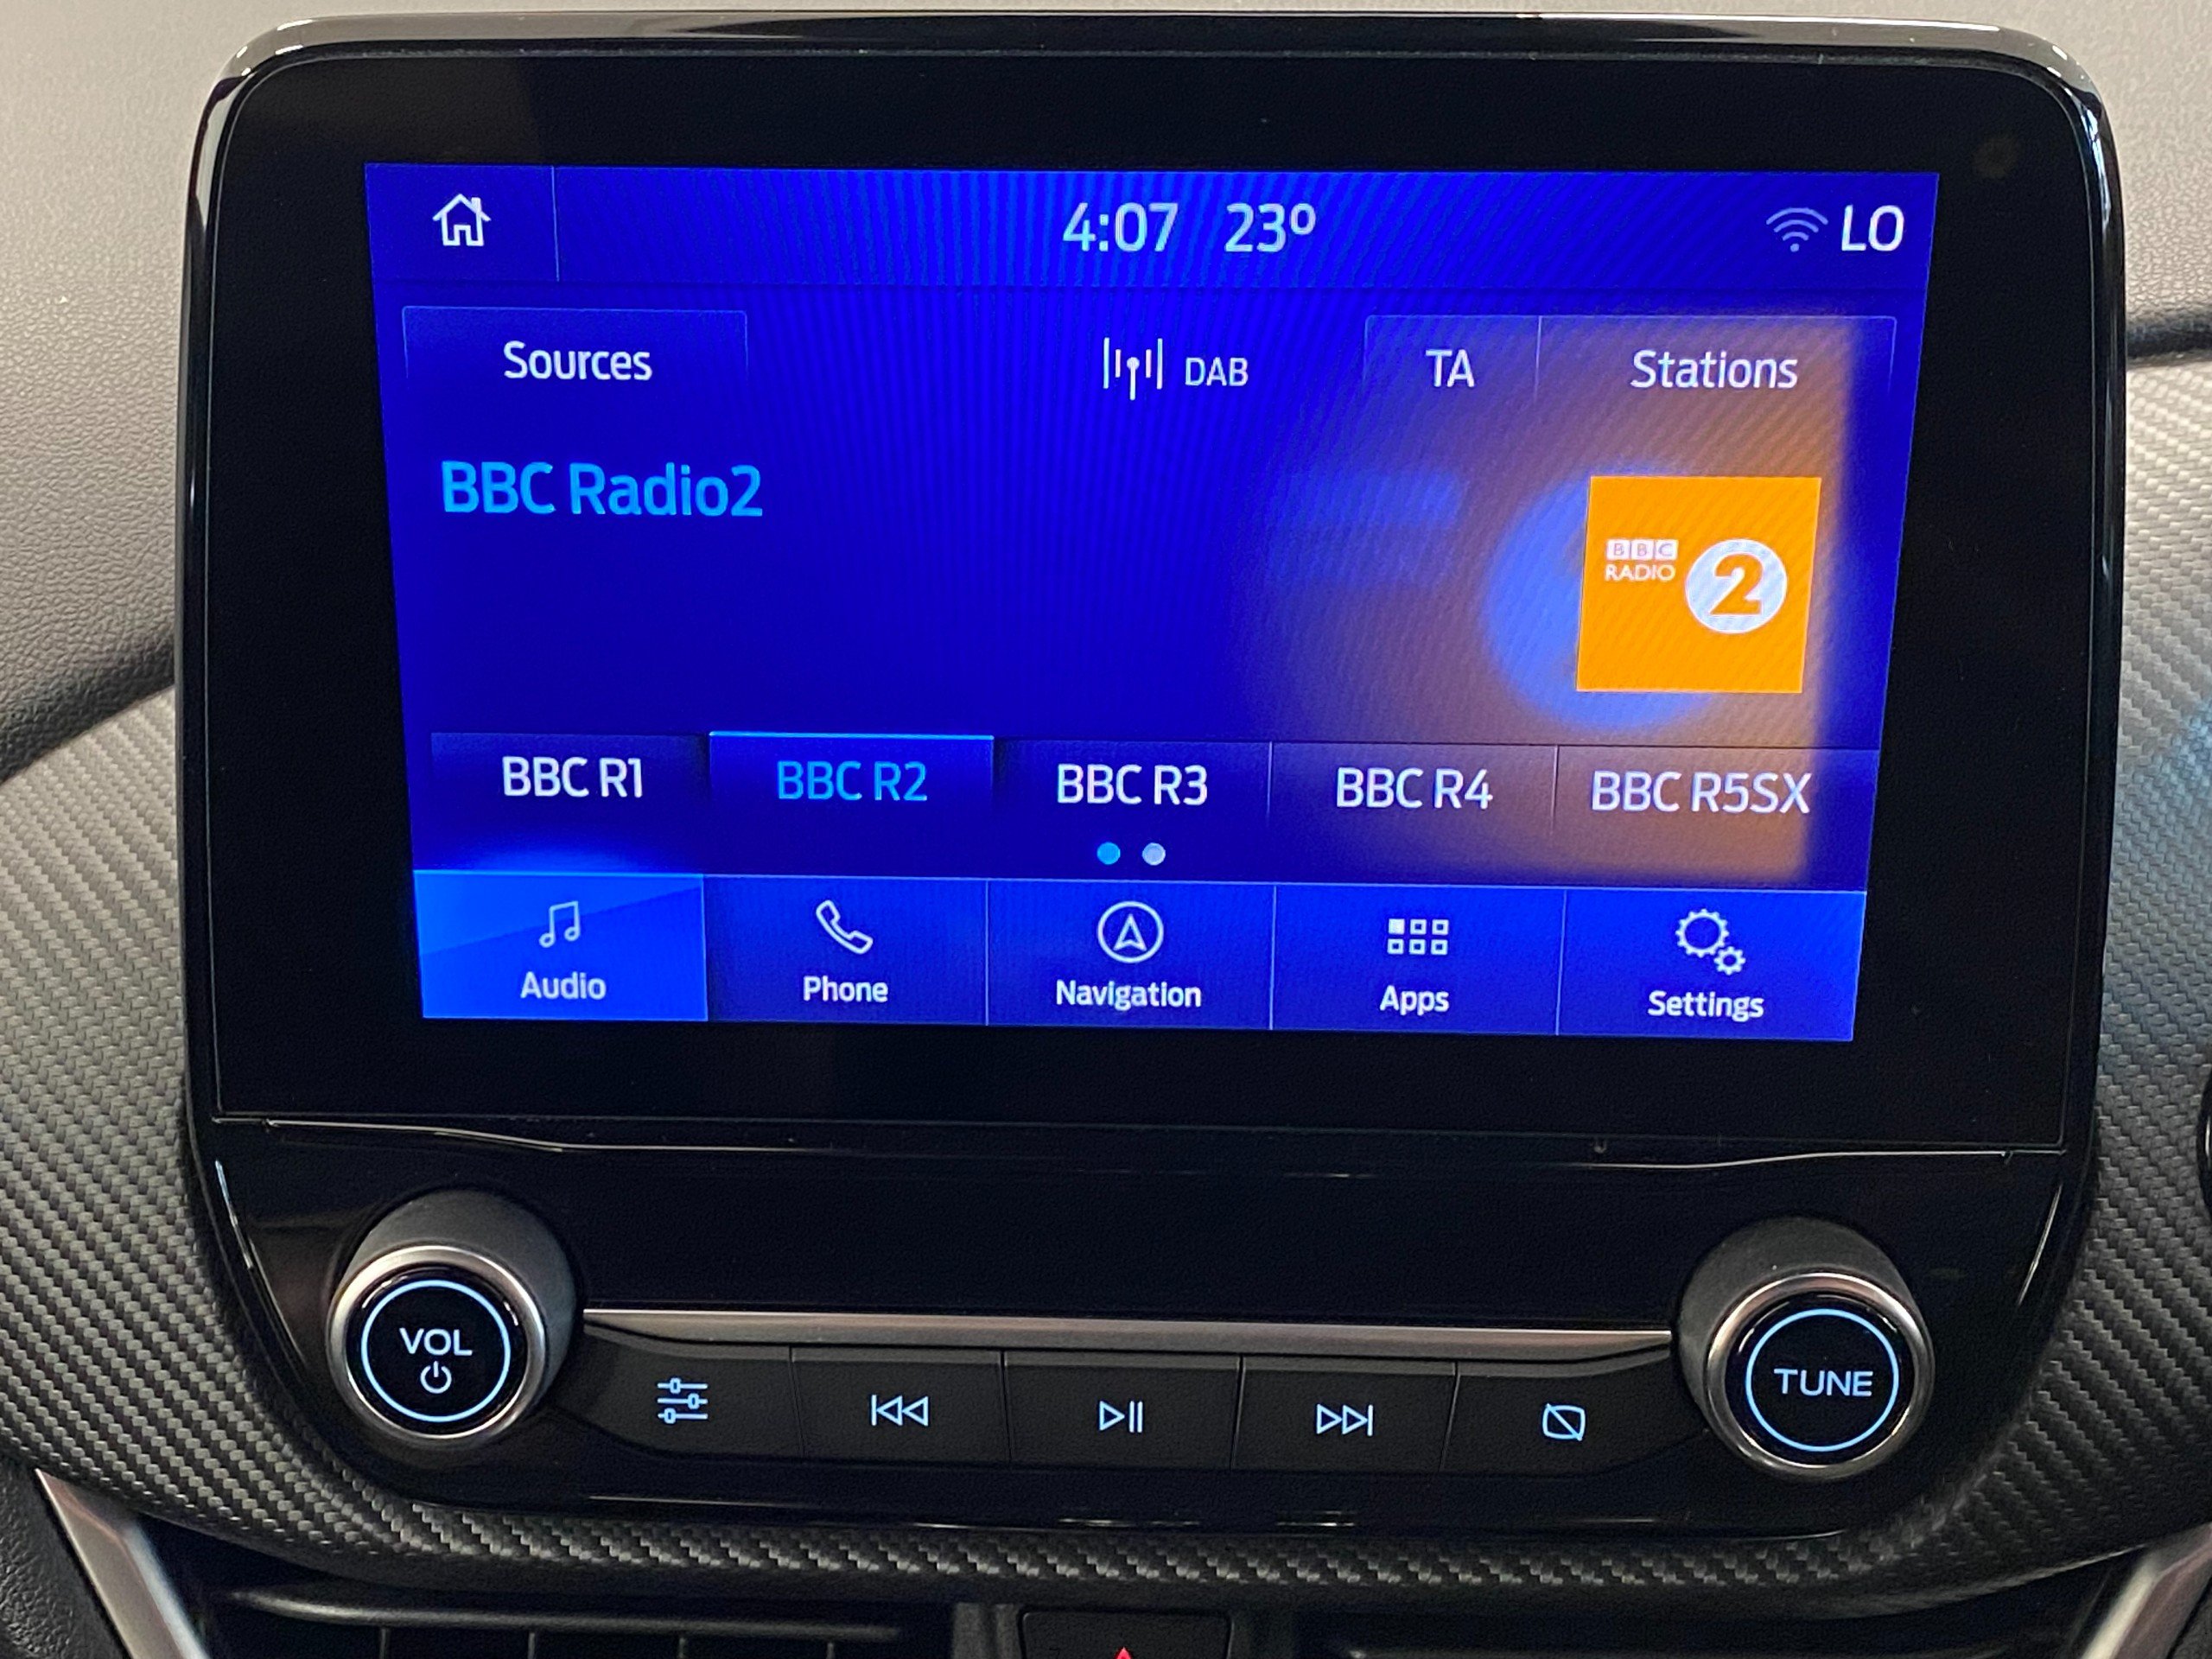 4:07 23º LO
Sources DAB TA Stations
BBC Radio2
BBC
RADIO 2
BBC R1 BBC R2 BBC R3 BBC R4 BBC R5SX
Audio Phone Navigation Apps Settings
VOL
TUNE